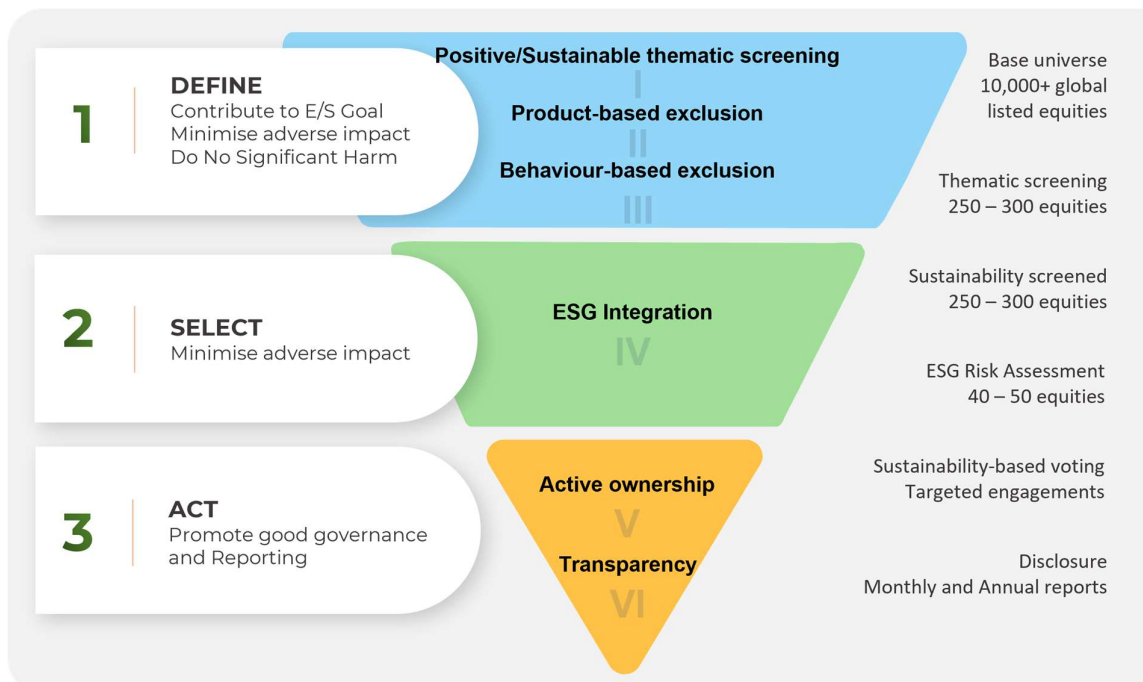 1
DEFINE
Contribute to E/S Goal
Minimise adverse impact
Do No Significant Harm
Positive/Sustainable thematic screening
I
Product-based exclusion
II
Behaviour-based exclusion
III
Base universe
10,000+ global
listed equities
Thematic screening
250 – 300 equities
2
SELECT
Minimise adverse impact
ESG Integration
IV
Sustainability screened
250 – 300 equities
ESG Risk Assessment
40 – 50 equities
3
ACT
Promote good governance
and Reporting
Active ownership
V
Transparency
VI
Sustainability-based voting
Targeted engagements
Disclosure
Monthly and Annual reports